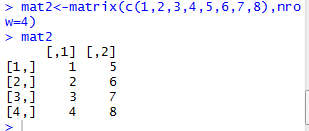 > mat2<-matrix(c(1,2,3,4,5,6,7,8),nro
w=4)
> mat2
     [,1] [,2]
[1,]    1    5
[2,]    2    6
[3,]    3    7
[4,]    4    8
>